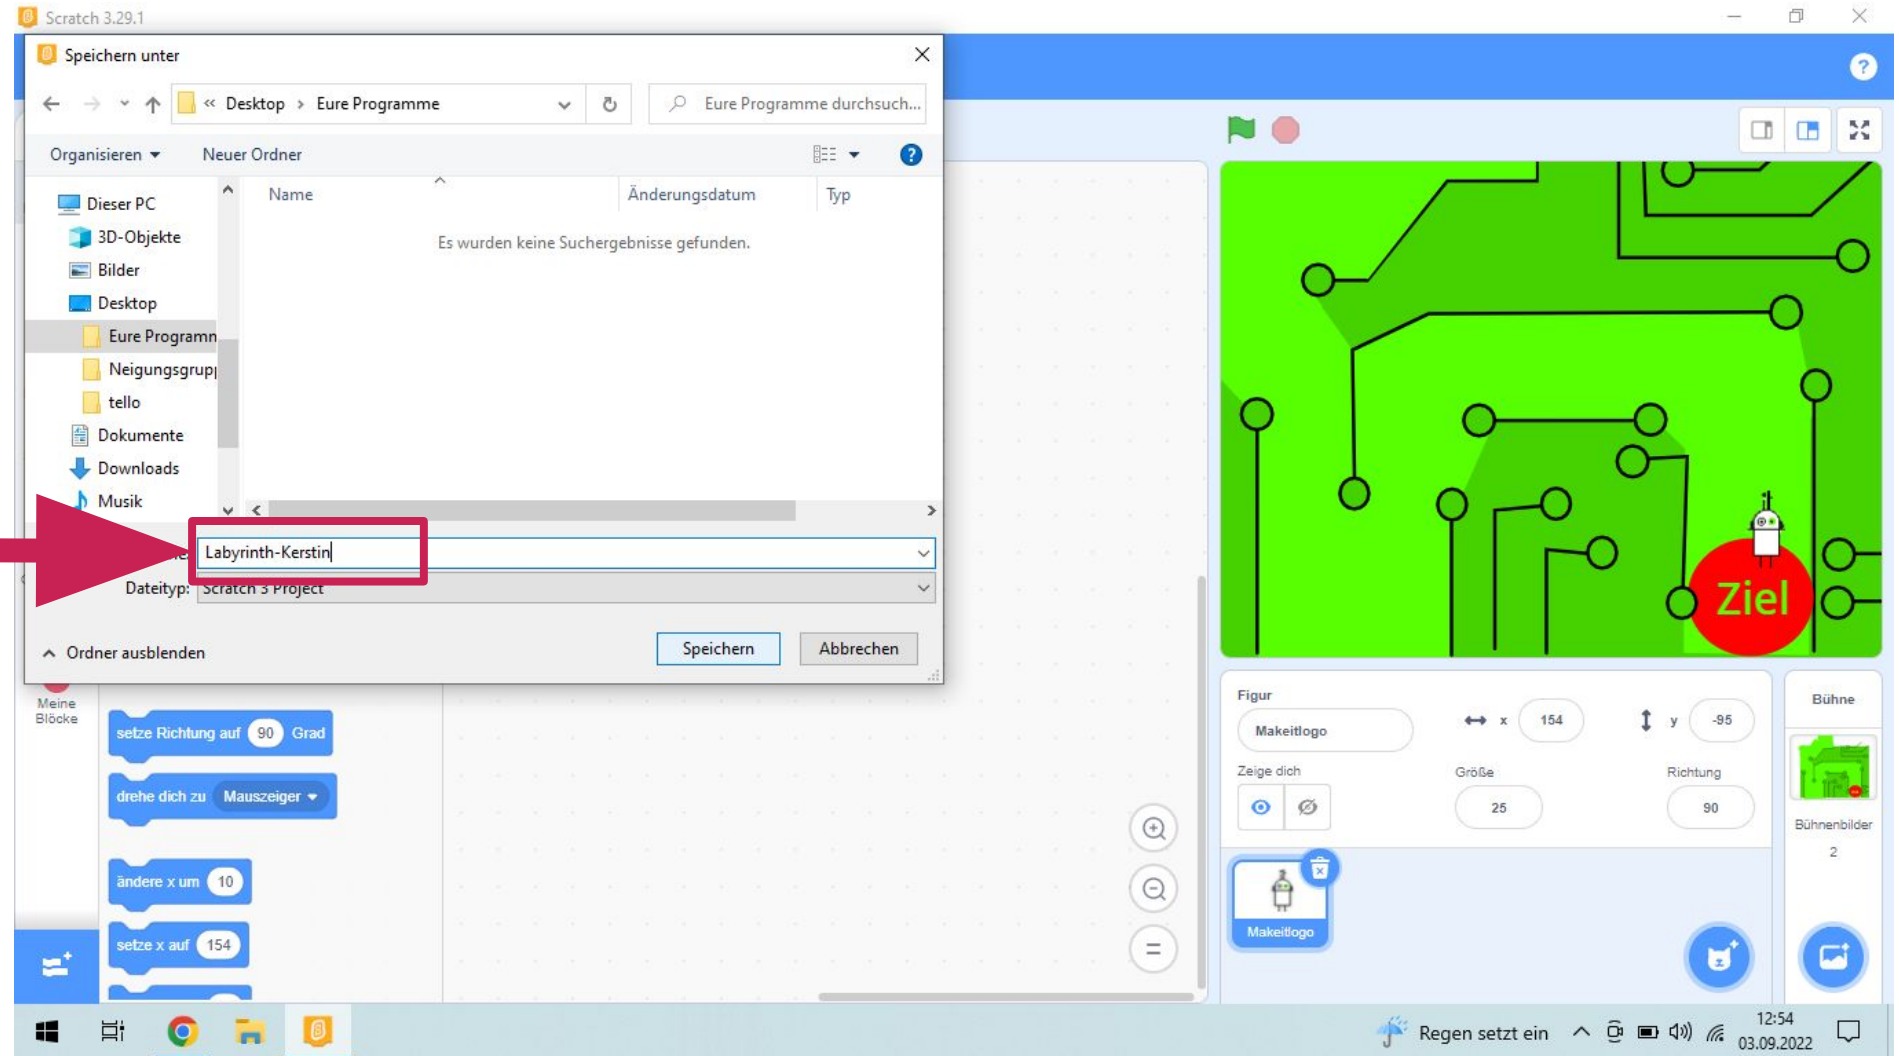 Scratch 3.29.1
Speichern unter
« Desktop › Eure Programme
Eure Programme durchsuch...
Organisieren
Neuer Ordner
Name
Änderungsdatum
Typ
Es wurden keine Suchergebnisse gefunden.
Dieser PC
3D-Objekte
Bilder
Desktop
Eure Programm
Neigungsgrupp
tello
Dokumente
Downloads
Musik
Labyrinth-Kerstin
Dateityp: Scratch 3 Project
Speichern
Abbrechen
Ordner ausblenden
Meine
Blöcke
setze Richtung auf 90 Grad
drehe dich zu Mauszeiger
ändere x um 10
setze x auf 154
Ziel
Figur
Makeitlogo
x 154
y -95
Zeige dich
Größe
25
Richtung
90
Makeitlogo
Bühne
Bühnenbilder
2
Regen setzt ein
12:54
03.09.2022